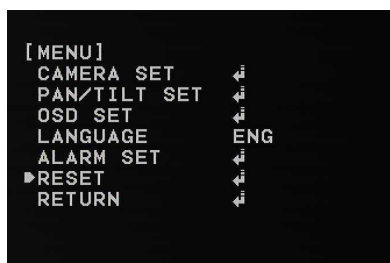 [MENU]
CAMERA SET ↲
PAN/TILT SET ↲
OSD SET ↲
LANGUAGE ENG
ALARM SET ↲
▶RESET ↲
RETURN ↲